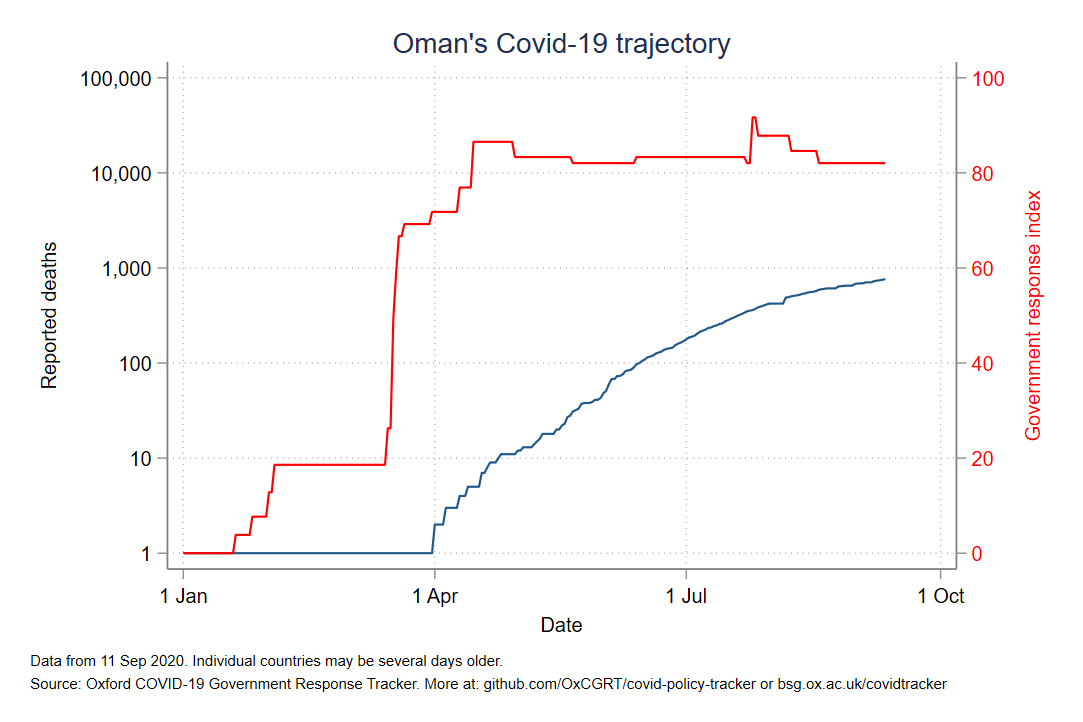 Oman's Covid-19 trajectory
100,000
10,000
1,000
100
10
1
Reported deaths
100
80
60
40
20
0
Government response index
1 Jan
1 Apr
1 Jul
1 Oct
Date
Data from 11 Sep 2020. Individual countries may be several days older.
Source: Oxford COVID-19 Government Response Tracker. More at: github.com/OxCGRT/covid-policy-tracker or bsg.ox.ac.uk/covidtracker